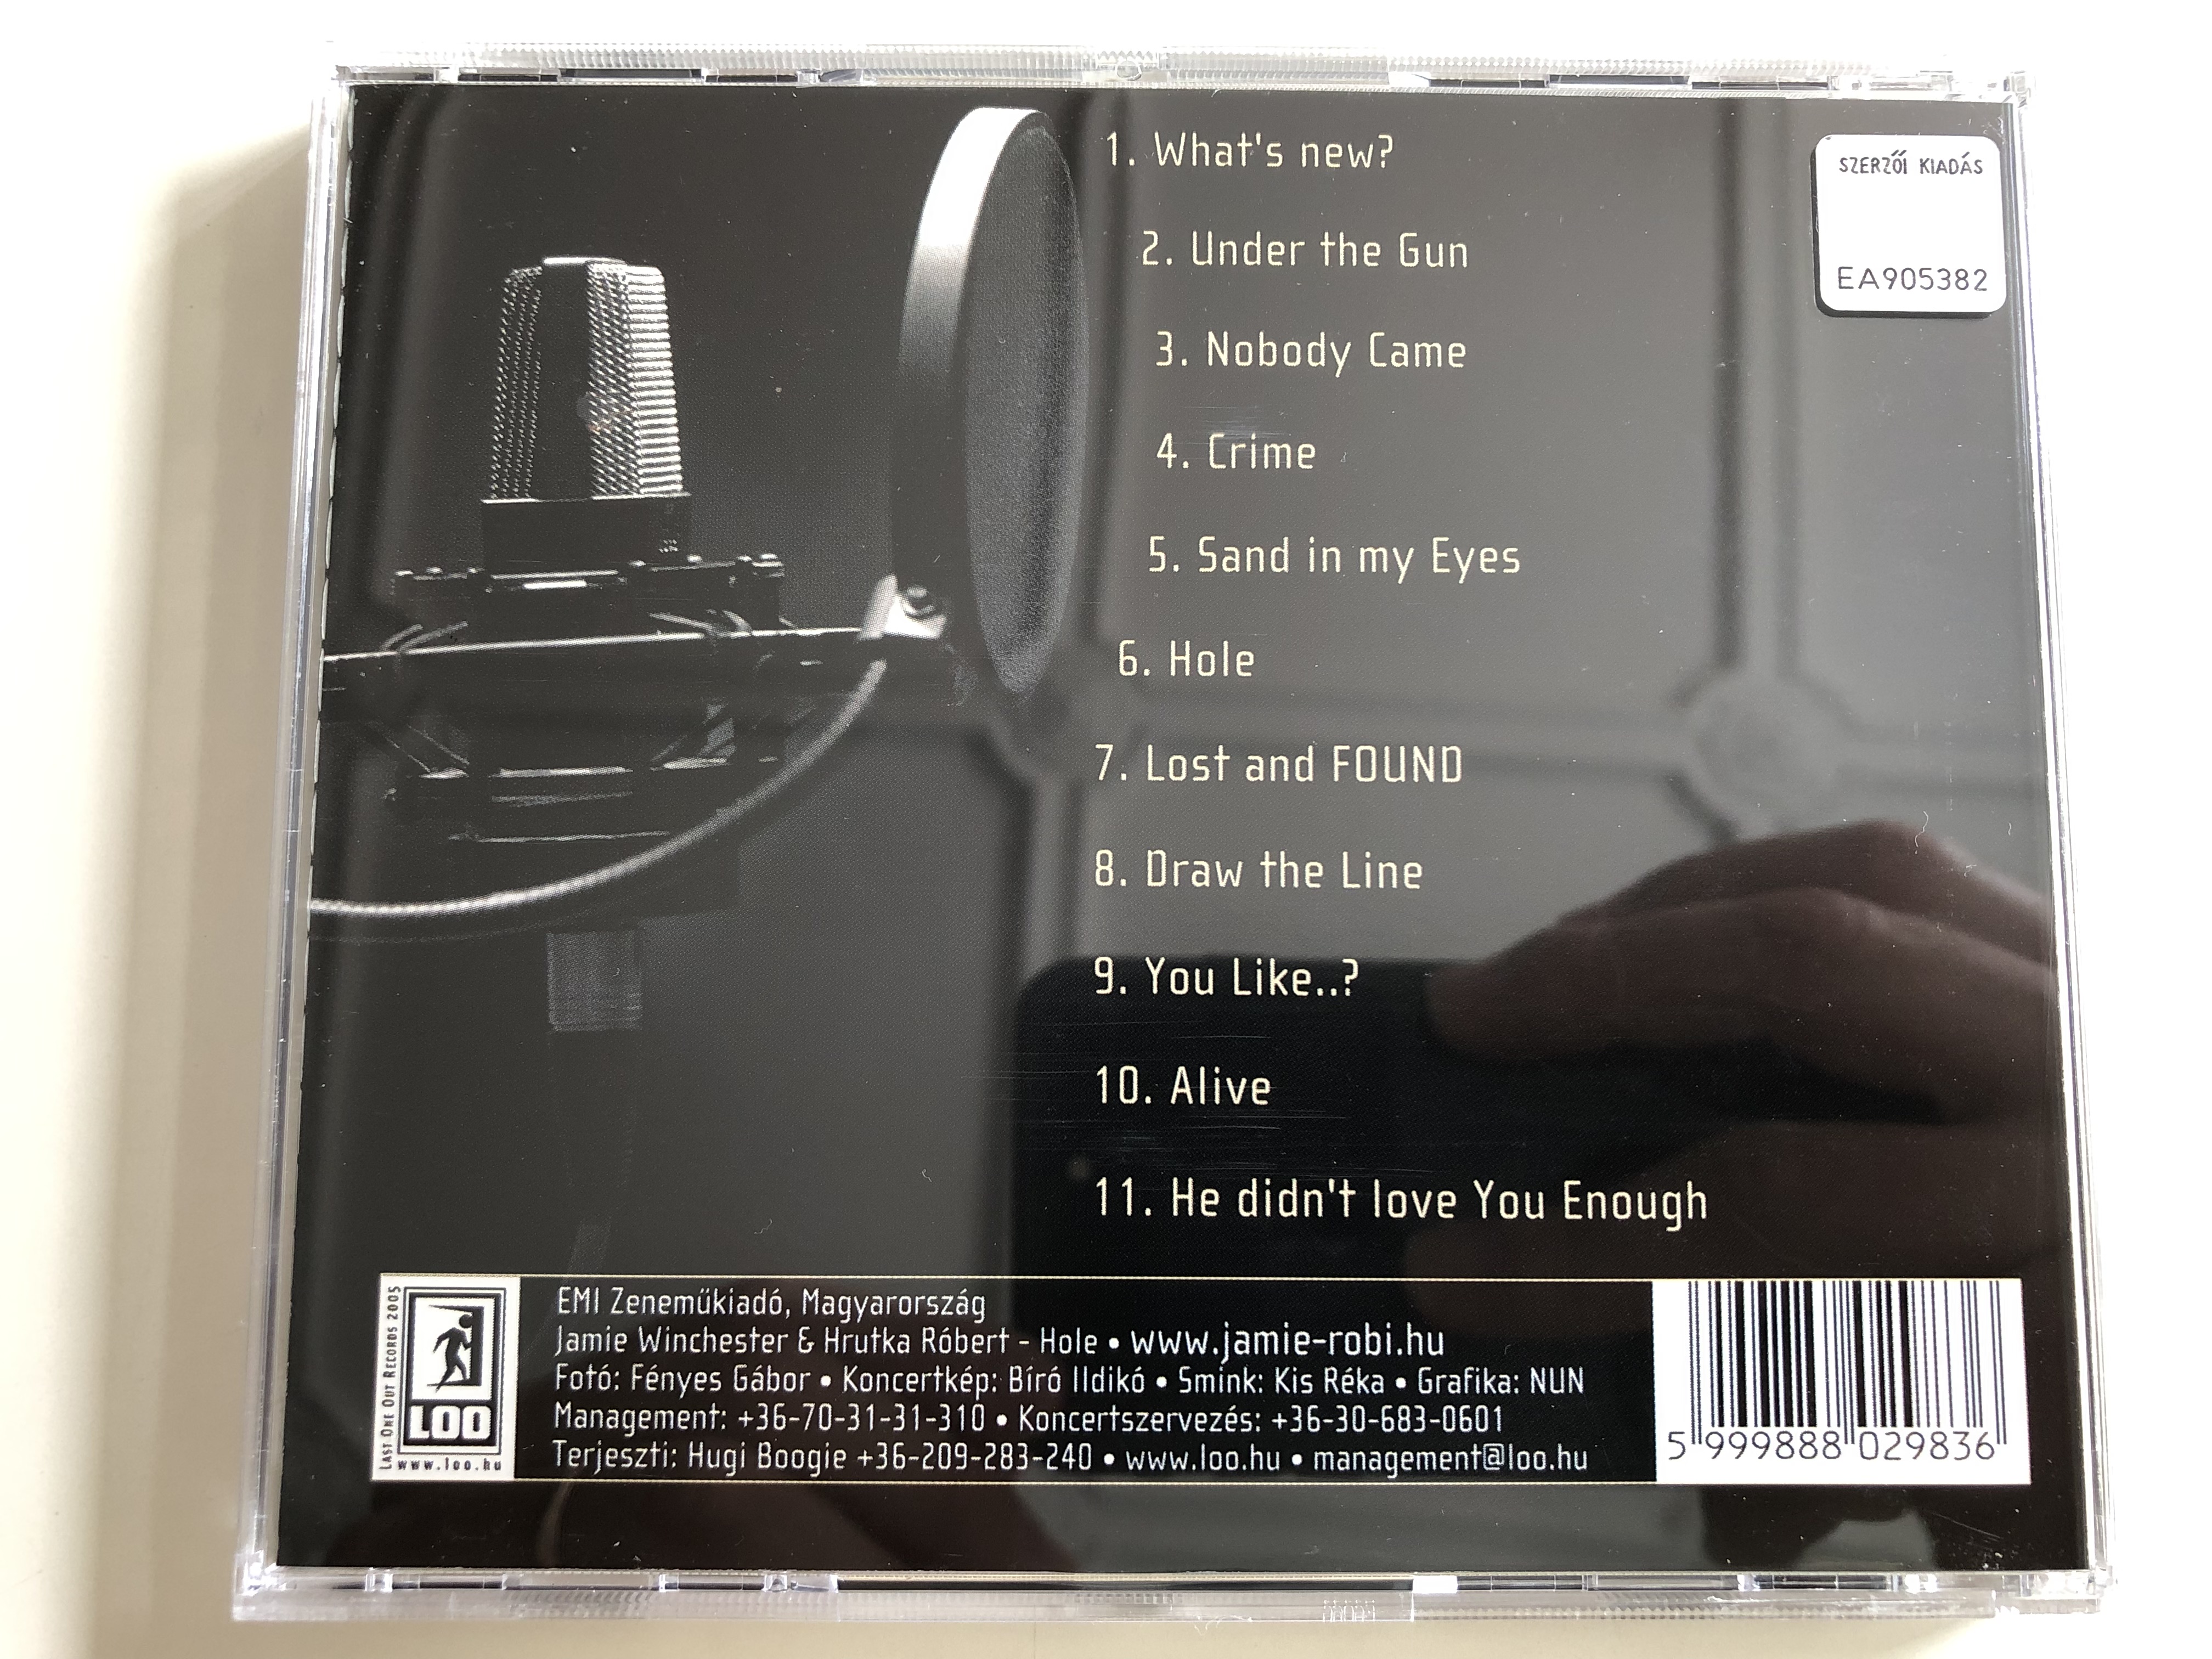 1. What's new?
2. Under the Gun
3. Nobody Came
4. Crime
5. Sand in my Eyes
6. Hole
7. Lost and FOUND
8. Draw the Line
9. You Like..?
10. Alive
11. He didn't love You Enough
SZERZŐI KIADÁS
EA905382
LAST ONE OUT RECORDS 2005
LOO
www.loo.hu
EMI Zeneműkiadó, Magyarország
Jamie Winchester & Hrutka Róbert - Hole • www.jamie-robi.hu
Fotó: Fényes Gábor • Koncertkép: Bíró Ildikó • Smink: Kis Réka • Grafika: NUN
Management: +36-70-31-31-310 • Koncertszervezés: +36-30-683-0601
Terjeszti: Hugi Boogie +36-209-283-240 • www.loo.hu • management@loo.hu
5 999888 029836